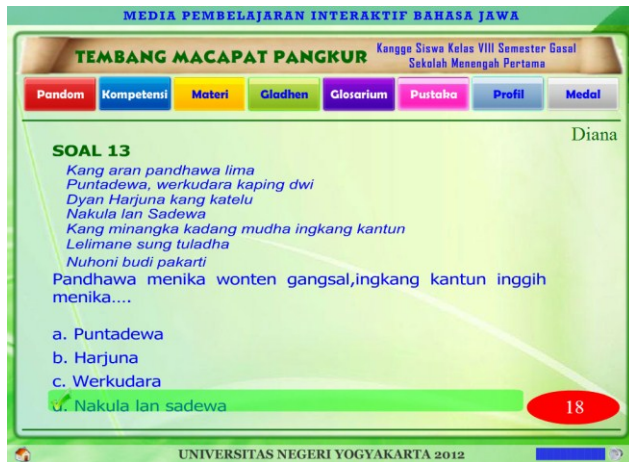 MEDIA PEMBELAJARAN INTERAKTIF BAHASA JAWA
TEMBANG MACAPAT PANGKUR
Kangge Siswa Kelas VIII Semester Gasal
Sekolah Menengah Pertama
Pandom Kompetensi Materi Gladhen Glosarium Pustaka Profil Medal
Diana
SOAL 13
Kang aran pandhawa lima
Puntadewa, werkudara kaping dwi
Dyan Harjuna kang katelu
Nakula lan Sadewa
Kang minangka kadang mudha ingkang kantun
Lelimane sung tuladha
Nuhoni budi pakarti
Pandhawa menika wonten gangsal,ingkang kantun inggih
menika....
a. Puntadewa
b. Harjuna
c. Werkudara
d. Nakula lan sadewa
18
UNIVERSITAS NEGERI YOGYAKARTA 2012